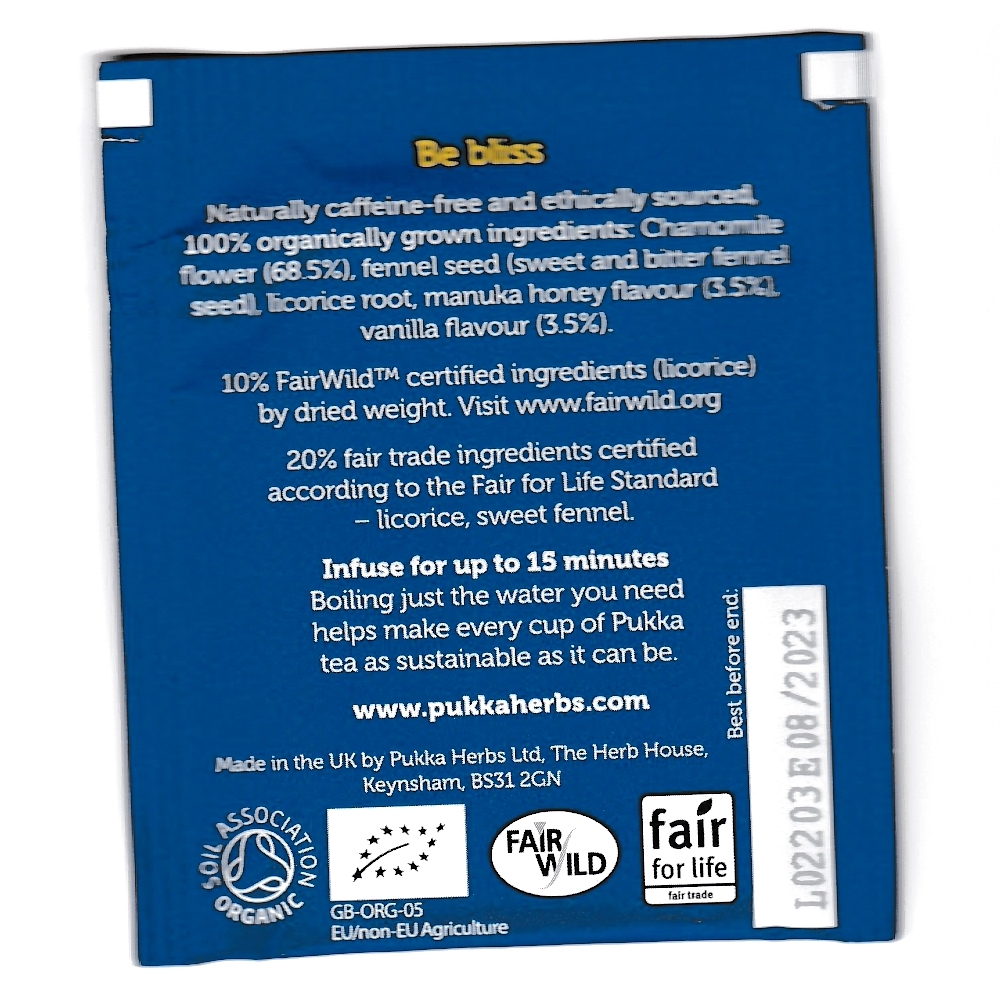 Be bliss
Naturally caffeine-free and ethically sourced,
100% organically grown ingredients: Chamomile
flower (68.5%), fennel seed (sweet and bitter fennel
seed), licorice root, manuka honey flavour (3.5%),
vanilla flavour (3.5%).
10% FairWild™ certified ingredients (licorice)
by dried weight. Visit www.fairwild.org
20% fair trade ingredients certified
according to the Fair for Life Standard
– licorice, sweet fennel.
Infuse for up to 15 minutes
Boiling just the water you need
helps make every cup of Pukka
tea as sustainable as it can be.
www.pukkaherbs.com
Made in the UK by Pukka Herbs Ltd, The Herb House,
Keynsham, BS31 2GN
Best before end:
L02203E 08/2023
SOIL ASSOCIATION
ORGANIC
GB-ORG-05
EU/non-EU Agriculture
FAIR
WILD
fair
for life
fair trade